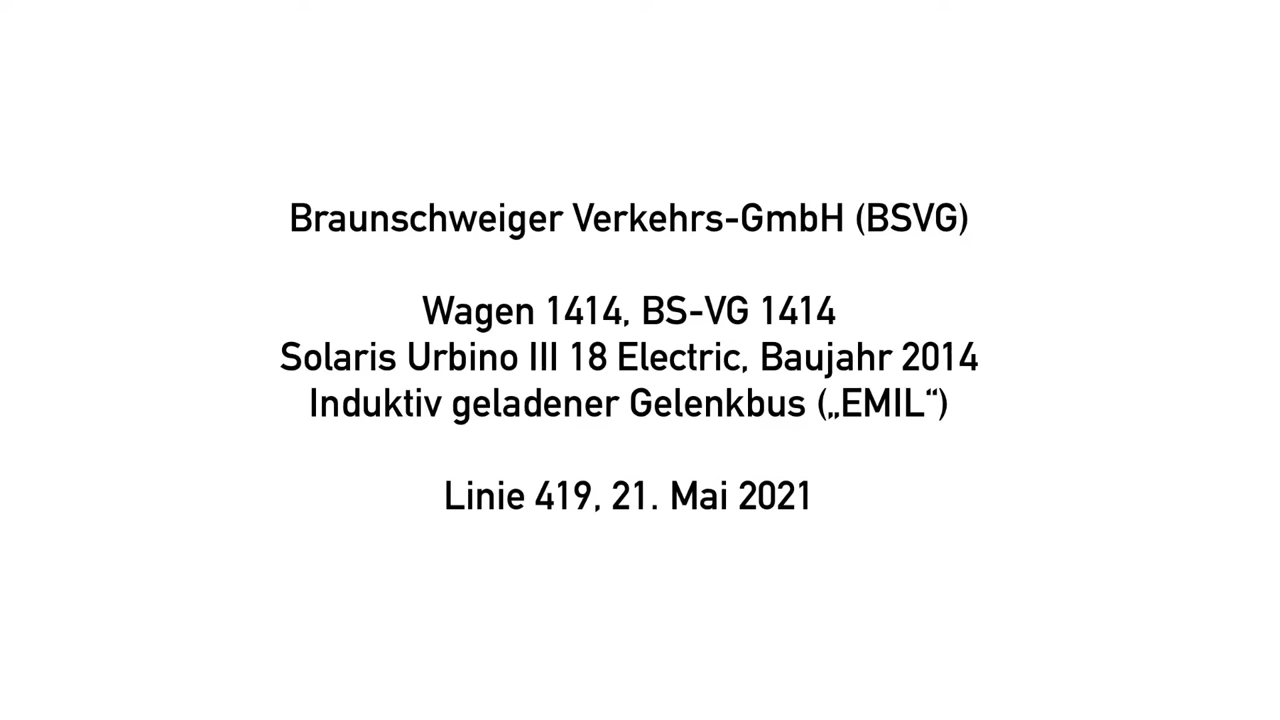 Braunschweiger Verkehrs-GmbH (BSVG)
Wagen 1414, BS-VG 1414
Solaris Urbino III 18 Electric, Baujahr 2014
Induktiv geladener Gelenkbus („EMIL“)
Linie 419, 21. Mai 2021